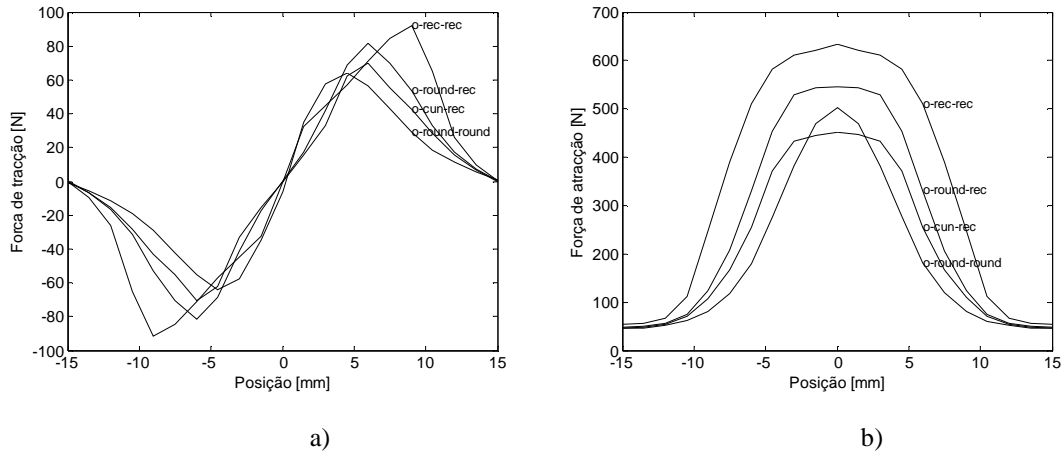 100
80
60
40
20
0
-20
-40
-60
-80
-100
-15
-10
-5
0
5
10
15
Forca de tracção [N]
Posição [mm]
o-rec-rec
o-round-rec
o-cun-rec
o-round-round
a)
700
600
500
400
300
200
100
0
-15
-10
-5
0
5
10
15
Força de atracção [N]
Posição [mm]
o-rec-rec
o-round-rec
o-cun-rec
o-round-round
b)